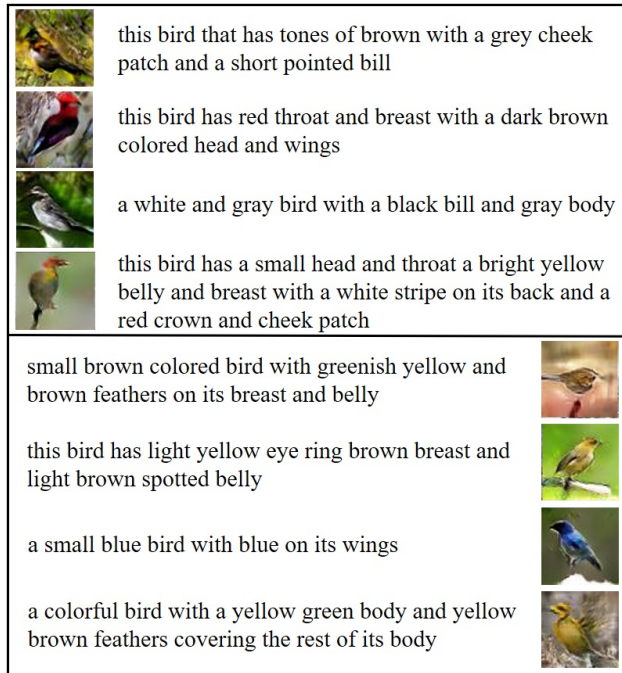 this bird that has tones of brown with a grey cheek
patch and a short pointed bill
this bird has red throat and breast with a dark brown
colored head and wings
a white and gray bird with a black bill and gray body
this bird has a small head and throat a bright yellow
belly and breast with a white stripe on its back and a
red crown and cheek patch
small brown colored bird with greenish yellow and
brown feathers on its breast and belly
this bird has light yellow eye ring brown breast and
light brown spotted belly
a small blue bird with blue on its wings
a colorful bird with a yellow green body and yellow
brown feathers covering the rest of its body